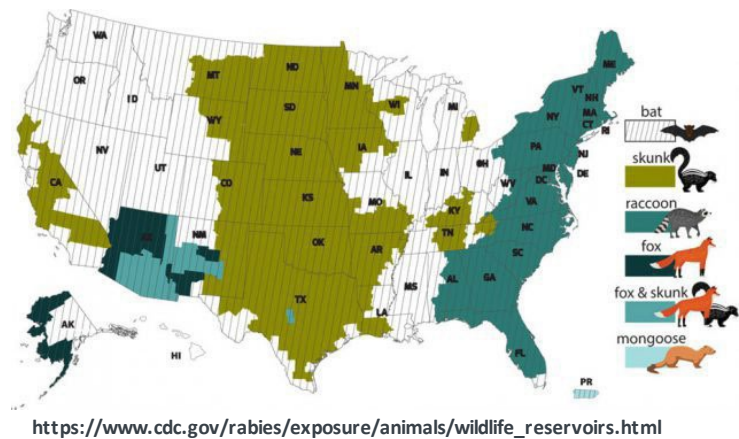 WA
OR
ID
MT
ND
MN
WI
MI
ME
VT
NH
MA
CT
RI
NY
WY
SD
IA
PA
NJ
NV
UT
CO
NE
IL
IN
OH
MD
DE
DC
WV
VA
CA
KS
MO
KY
TN
NC
NM
OK
AR
SC
TX
LA
MS
AL
GA
FL
AK
HI
PR
bat
skunk
raccoon
fox
fox & skunk
mongoose
https://www.cdc.gov/rabies/exposure/animals/wildlife_reservoirs.html